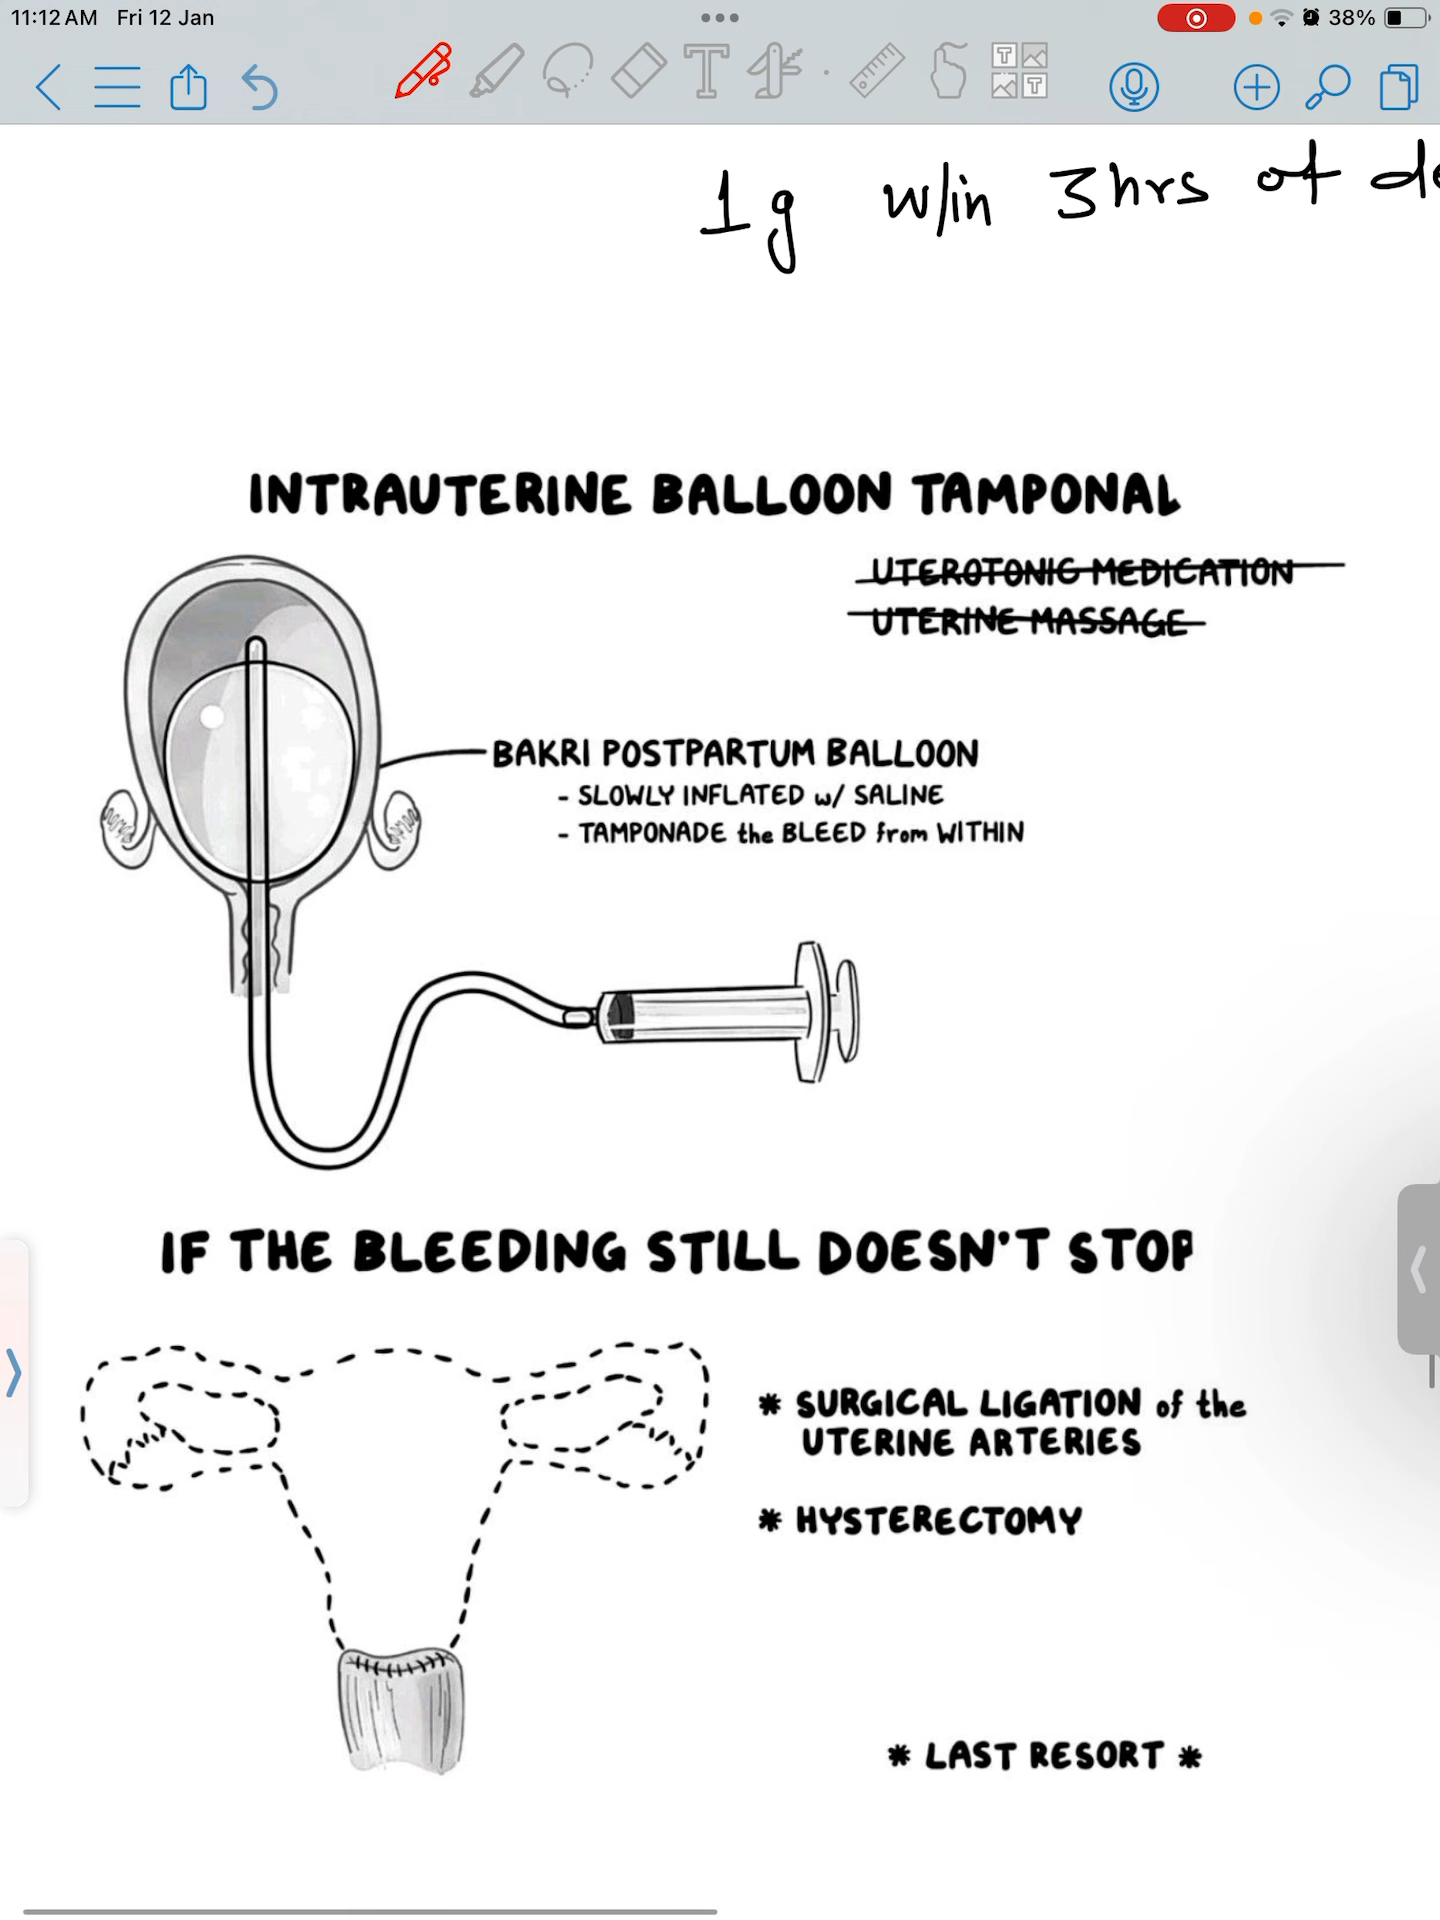 11:12 AM Fri 12 Jan
38%
1g w/in 3hrs of de
INTRAUTERINE BALLOON TAMPONAL
UTEROTONIC MEDICATION
UTERINE MASSAGE
BAKRI POSTPARTUM BALLOON
- SLOWLY INFLATED w/ SALINE
- TAMPONADE the BLEED from WITHIN
IF THE BLEEDING STILL DOESN'T STOP
* SURGICAL LIGATION of the
UTERINE ARTERIES
* HYSTERECTOMY
* LAST RESORT *